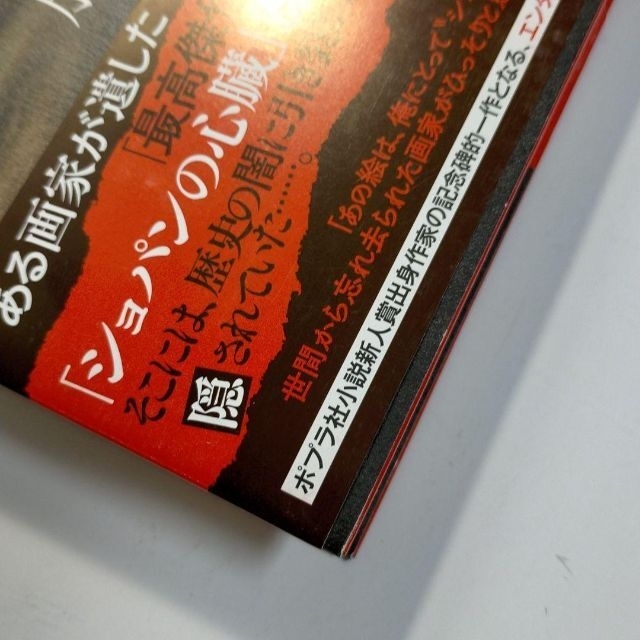 ある画家が遺した
「最高傑
「ショパンの心臓」
そこには、歴史の闇に引き
隠されていた……。
「あの絵は、俺にとって
世間から忘れ去られた画家がなっそりと
ポプラ社小説新人賞出身作家の記念碑的一作となる、エンタ